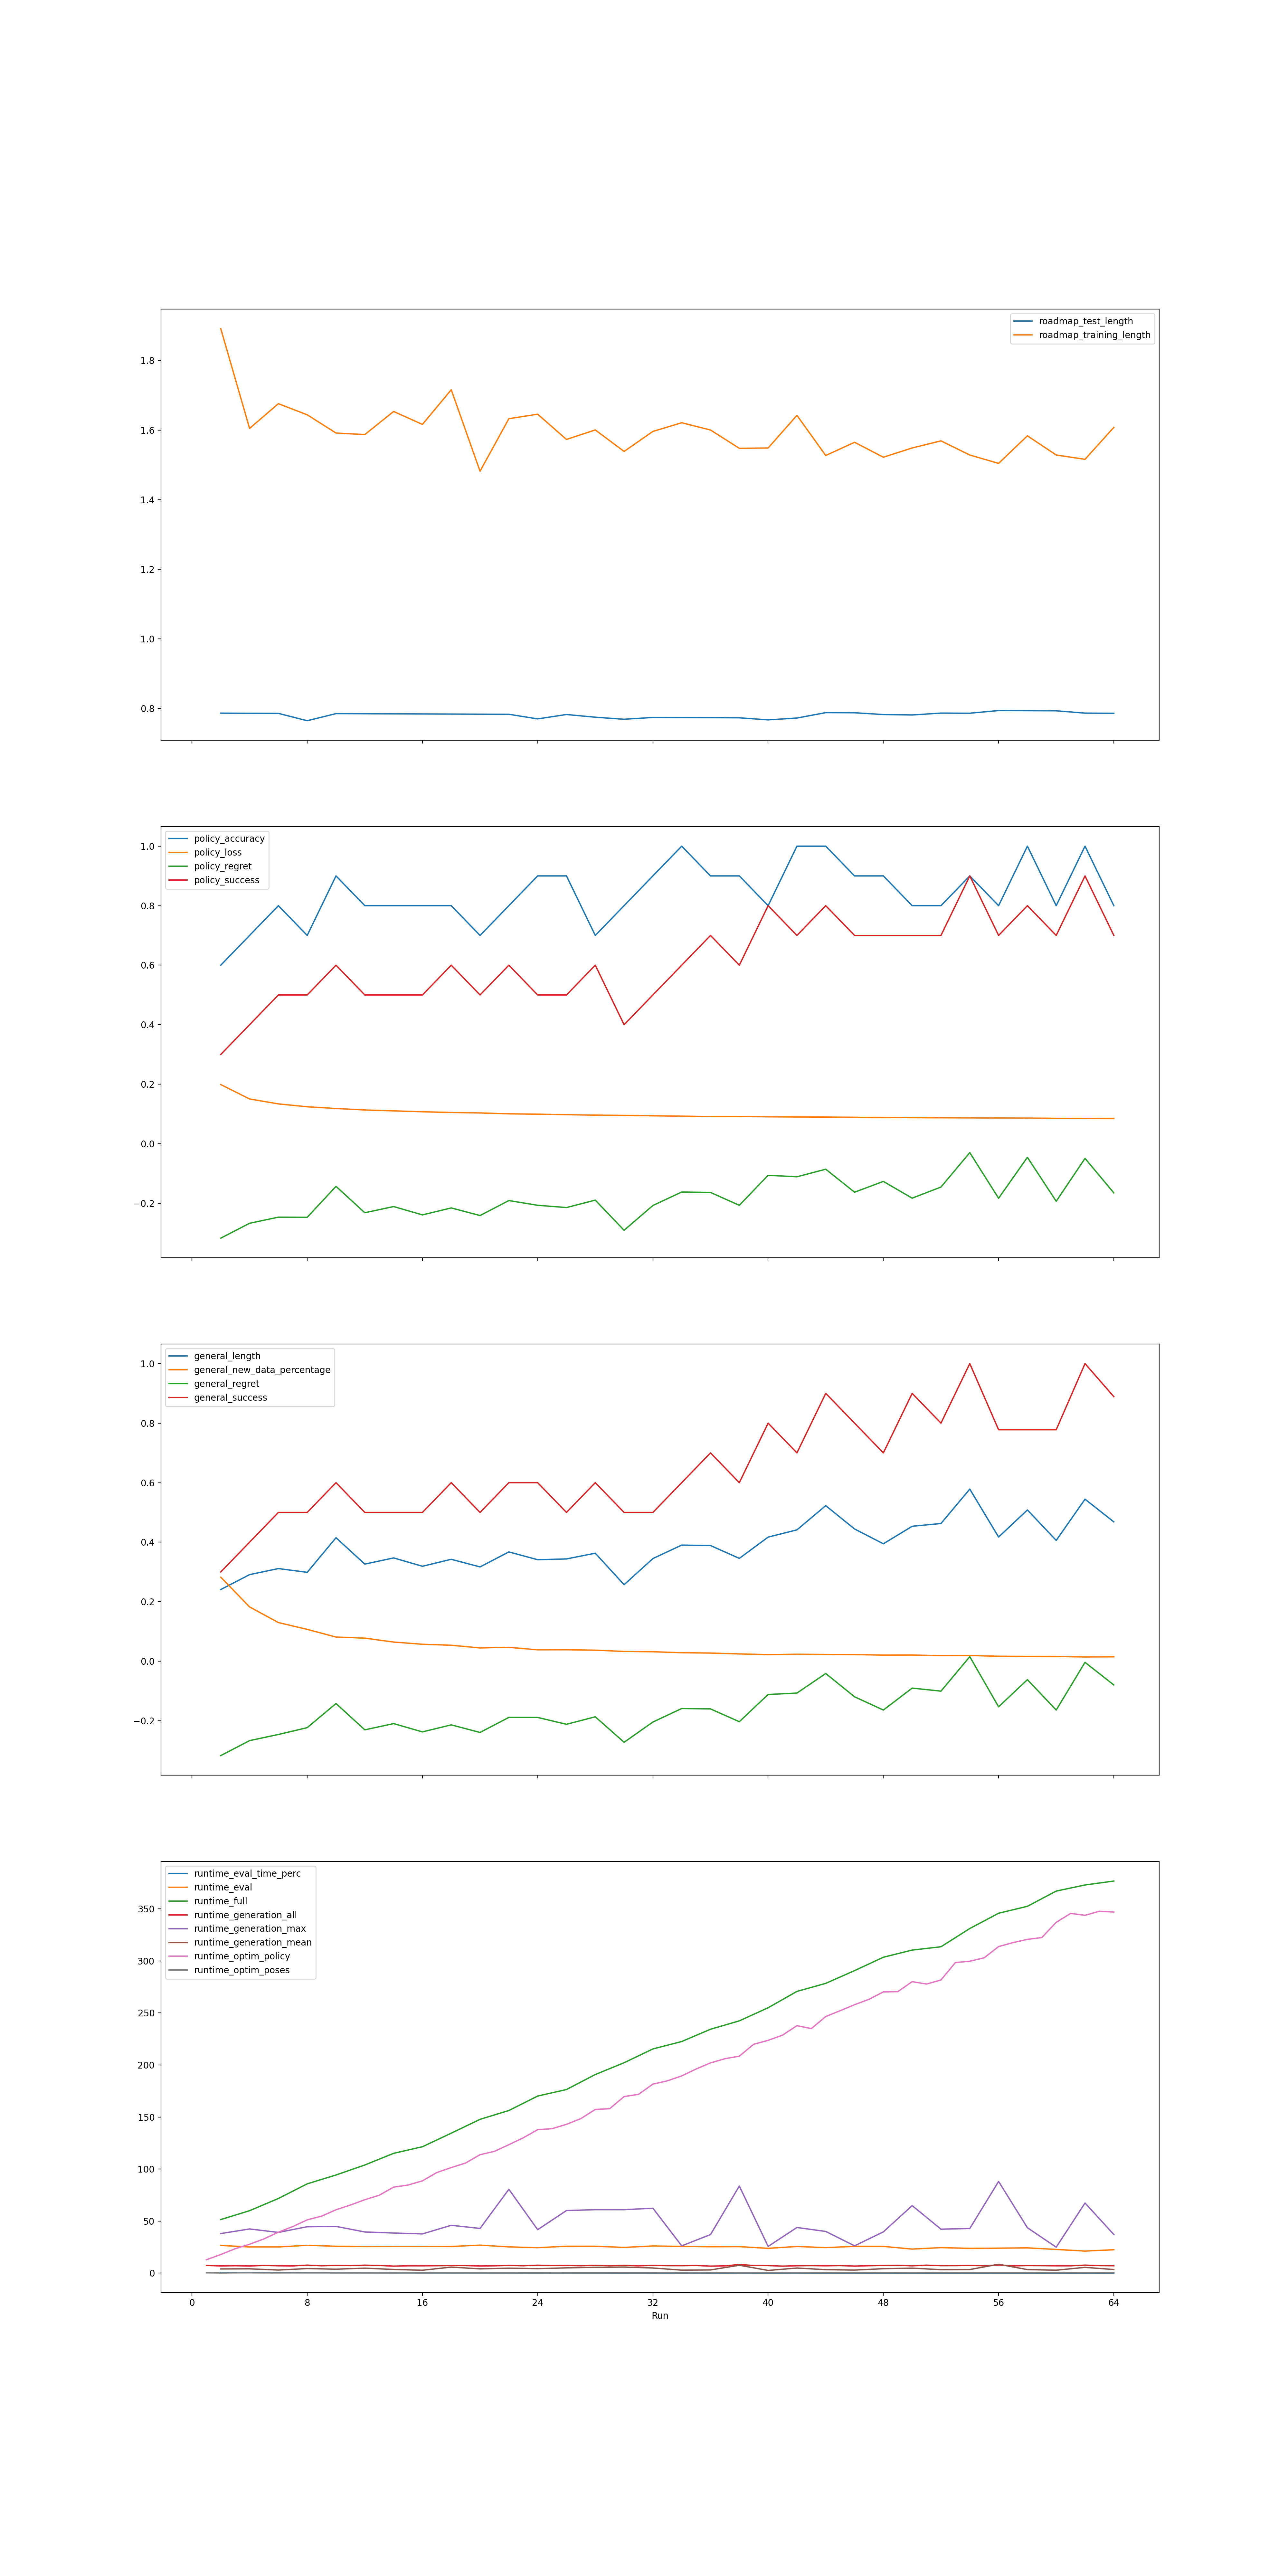 roadmap_test_length
roadmap_training_length
1.8
1.6
1.4
1.2
1.0
0.8
policy_accuracy
policy_loss
policy_regret
policy_success
1.0
0.8
0.6
0.4
0.2
0.0
−0.2
general_length
general_new_data_percentage
general_regret
general_success
1.0
0.8
0.6
0.4
0.2
0.0
−0.2
runtime_eval_time_perc
runtime_eval
runtime_full
runtime_generation_all
runtime_generation_max
runtime_generation_mean
runtime_optim_policy
runtime_optim_poses
350
300
250
200
150
100
50
0
0 8 16 24 32 40 48 56 64
Run